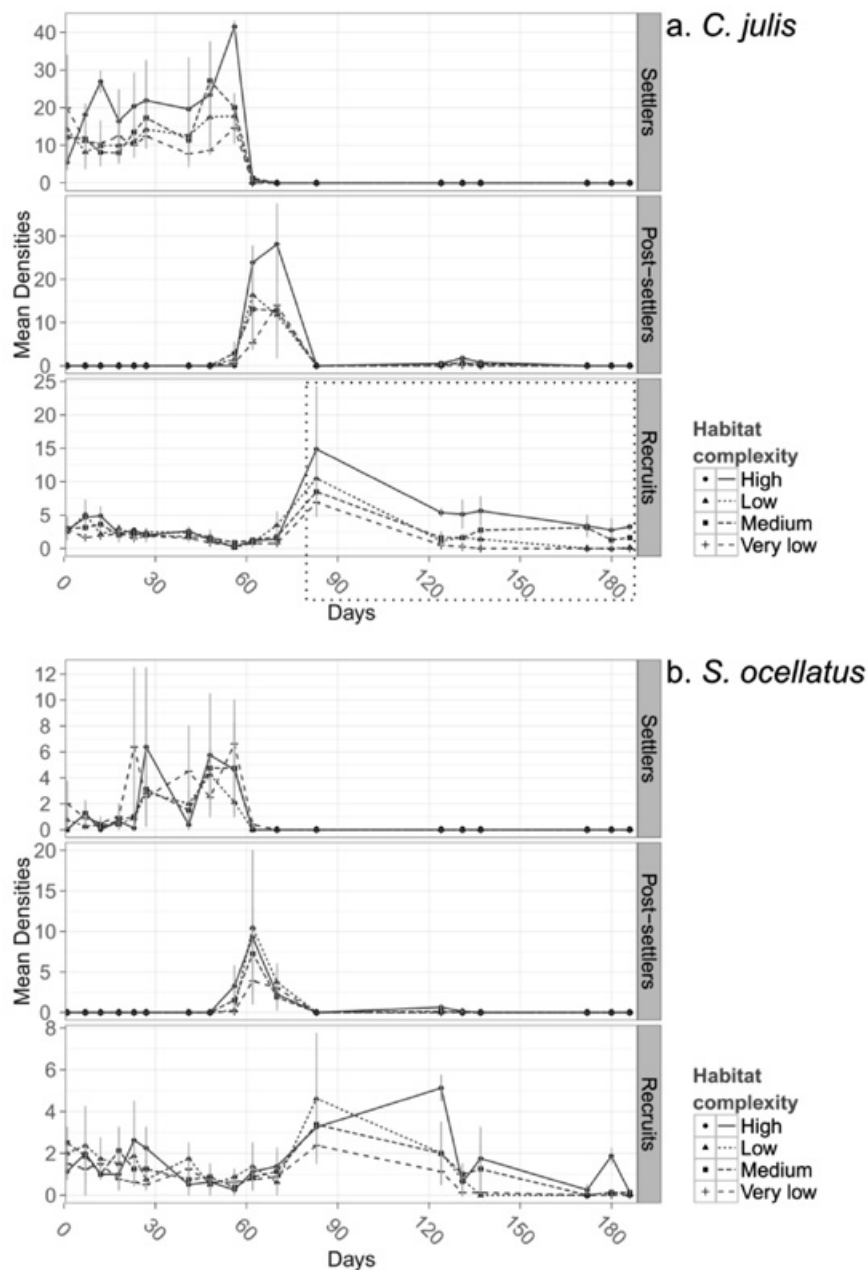 a. C. julis
40
30
20
10
0
Settlers
30
20
10
0
Post-settlers
Mean Densities
25
20
15
10
5
0
Recruits
0
30
60
90
120
150
180
Days
Habitat
complexity
High
Low
Medium
Very low
b. S. ocellatus
12
10
8
6
4
2
0
Settlers
20
15
10
5
0
Post-settlers
Mean Densities
8
6
4
2
0
Recruits
0
30
60
90
120
150
180
Days
Habitat
complexity
High
Low
Medium
Very low